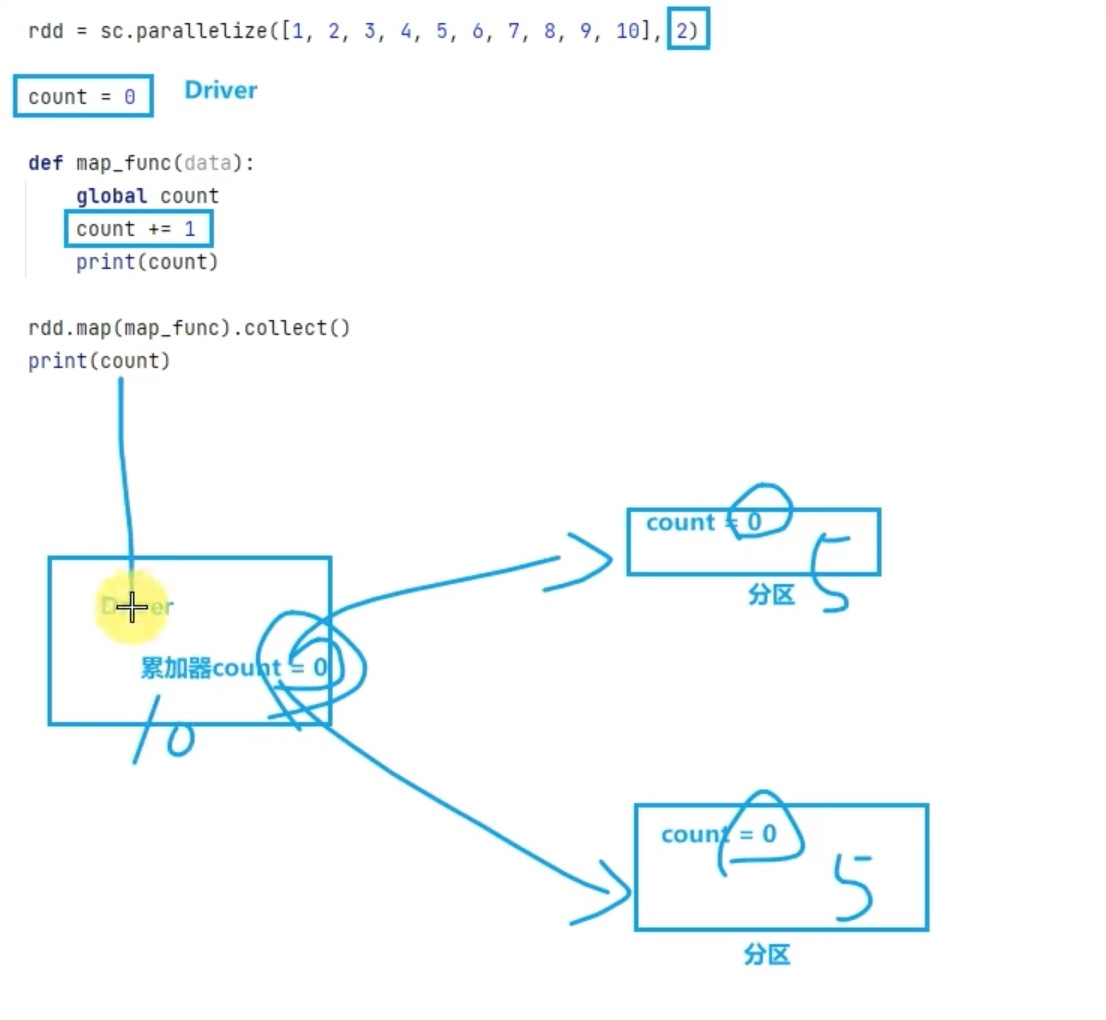 rdd = sc.parallelize([1, 2, 3, 4, 5, 6, 7, 8, 9, 10], 2)
count = 0 Driver
def map_func(data):
    global count
    count += 1
    print(count)
rdd.map(map_func).collect()
print(count)
count = 0
5
分区
Driver
累加器count = 0
10
count = 0
5
分区